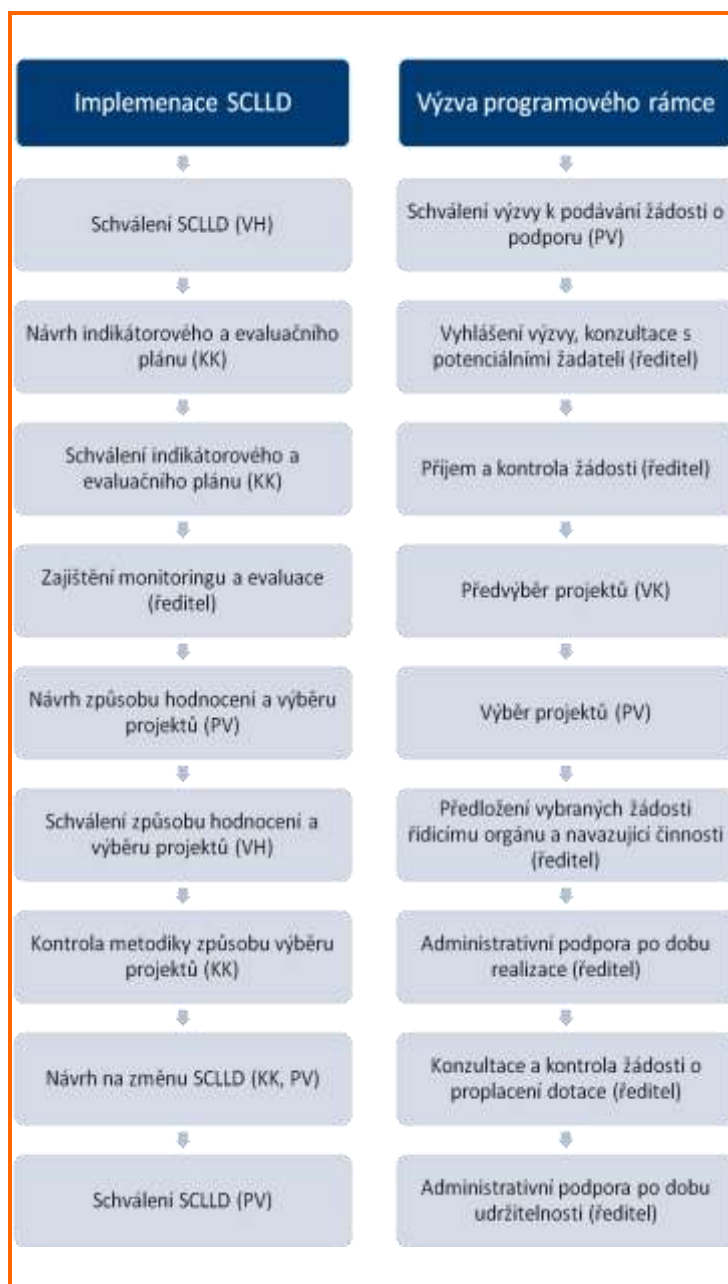 Implemenace SCLLD
Schválení SCLLD (VH)
Návrh indikátorového a evaluačního
plánu (KK)
Schválení indikátorového a
evaluačního plánu (KK)
Zajištění monitoringu a evaluace
(ředitel)
Návrh způsobu hodnocení a výběru
projektů (PV)
Schválení způsobu hodnocení a
výběru projektů (VH)
Kontrola metodiky způsobu výběru
projektů (KK)
Návrh na změnu SCLLD (KK, PV)
Schválení SCLLD (PV)
Výzva programového rámce
Schválení výzvy k podávání žádosti o
podporu (PV)
Vyhlášení výzvy, konzultace s
potenciálními žadateli (ředitel)
Příjem a kontrola žádosti (ředitel)
Předvýběr projektů (VK)
Výběr projektů (PV)
Předložení vybraných žádosti
řídicímu orgánu a navazující činnosti
(ředitel)
Administrativní podpora po dobu
realizace (ředitel)
Konzultace a kontrola žádosti o
proplacení dotace (ředitel)
Administrativní podpora po dobu
udržitelnosti (ředitel)